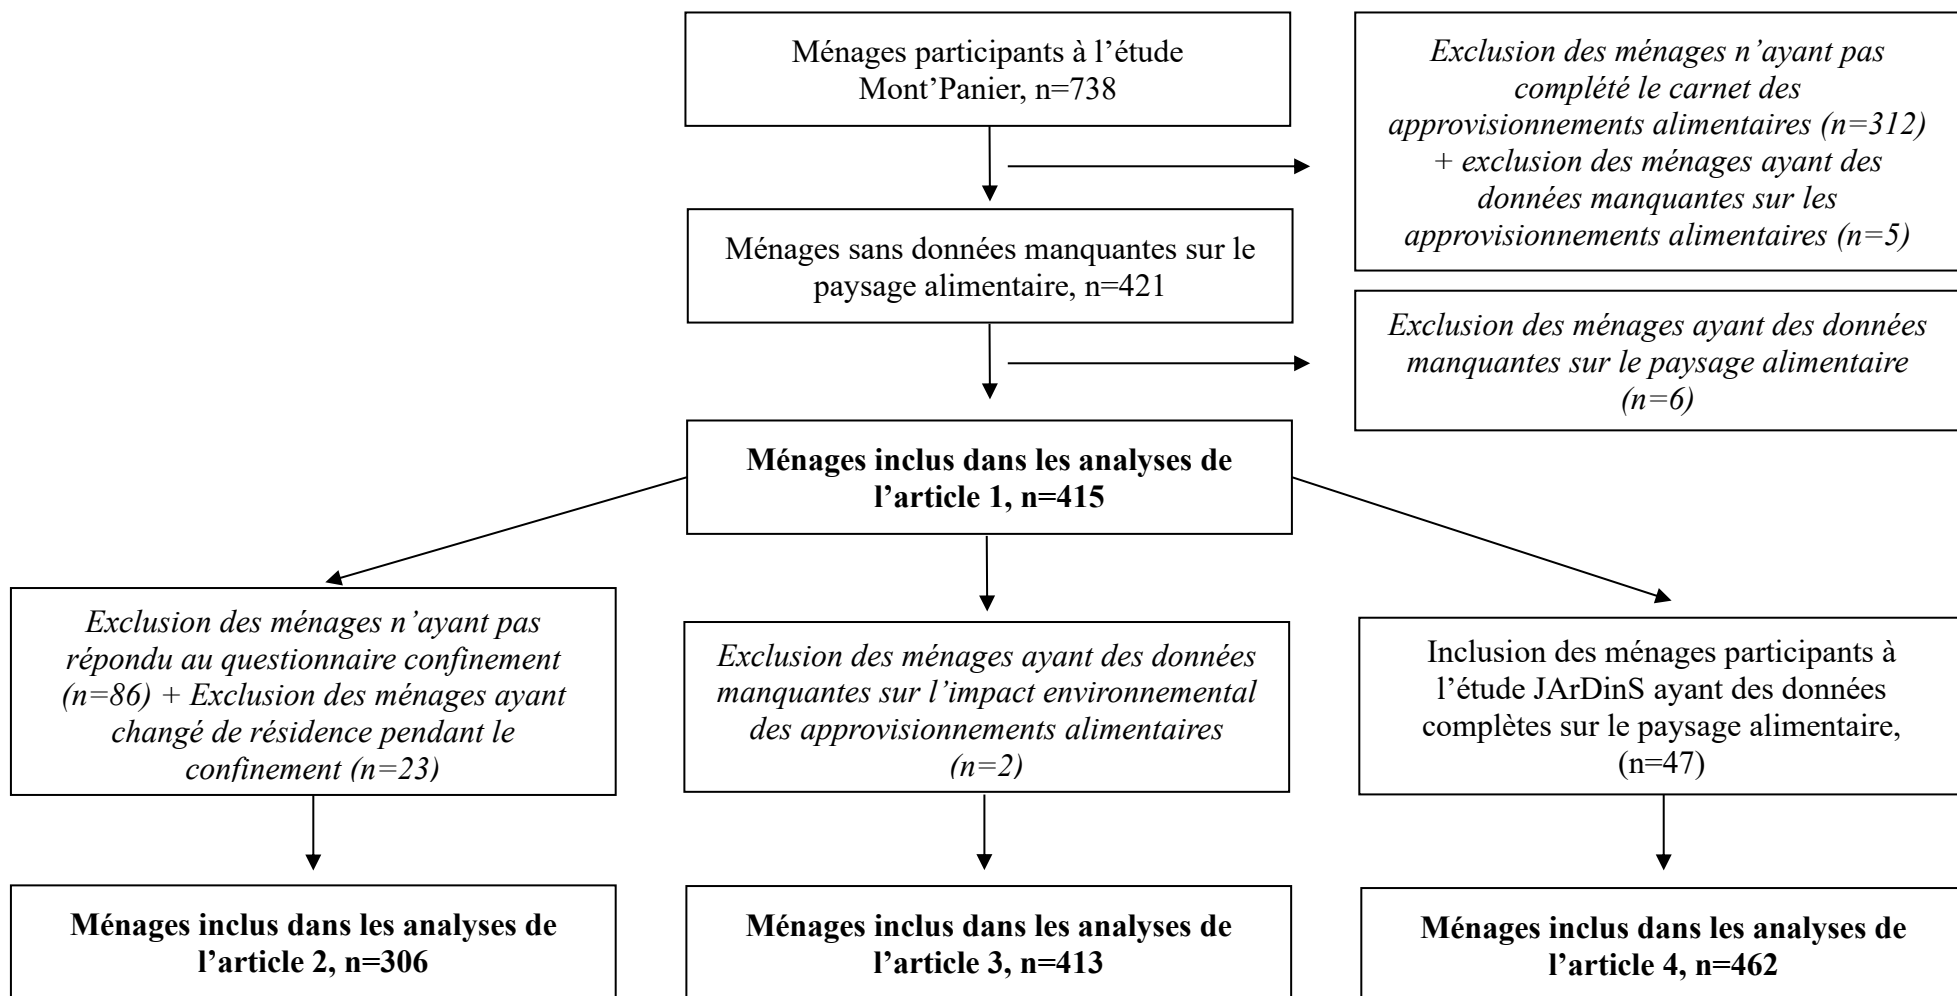 Ménages participants à l’étude
Mont’Panier, n=738
Exclusion des ménages n’ayant pas
complété le carnet des
approvisionnements alimentaires (n=312)
+ exclusion des ménages ayant des
données manquantes sur les
approvisionnements alimentaires (n=5)
Ménages sans données manquantes sur le
paysage alimentaire, n=421
Exclusion des ménages ayant des données
manquantes sur le paysage alimentaire
(n=6)
Ménages inclus dans les analyses de
l’article 1, n=415
Exclusion des ménages n’ayant pas
répondu au questionnaire confinement
(n=86) + Exclusion des ménages ayant
changé de résidence pendant le
confinement (n=23)
Exclusion des ménages ayant des données
manquantes sur l’impact environnemental
des approvisionnements alimentaires
(n=2)
Inclusion des ménages participants à
l’étude JArDinS ayant des données
complètes sur le paysage alimentaire,
(n=47)
Ménages inclus dans les analyses de
l’article 2, n=306
Ménages inclus dans les analyses de
l’article 3, n=413
Ménages inclus dans les analyses de
l’article 4, n=462